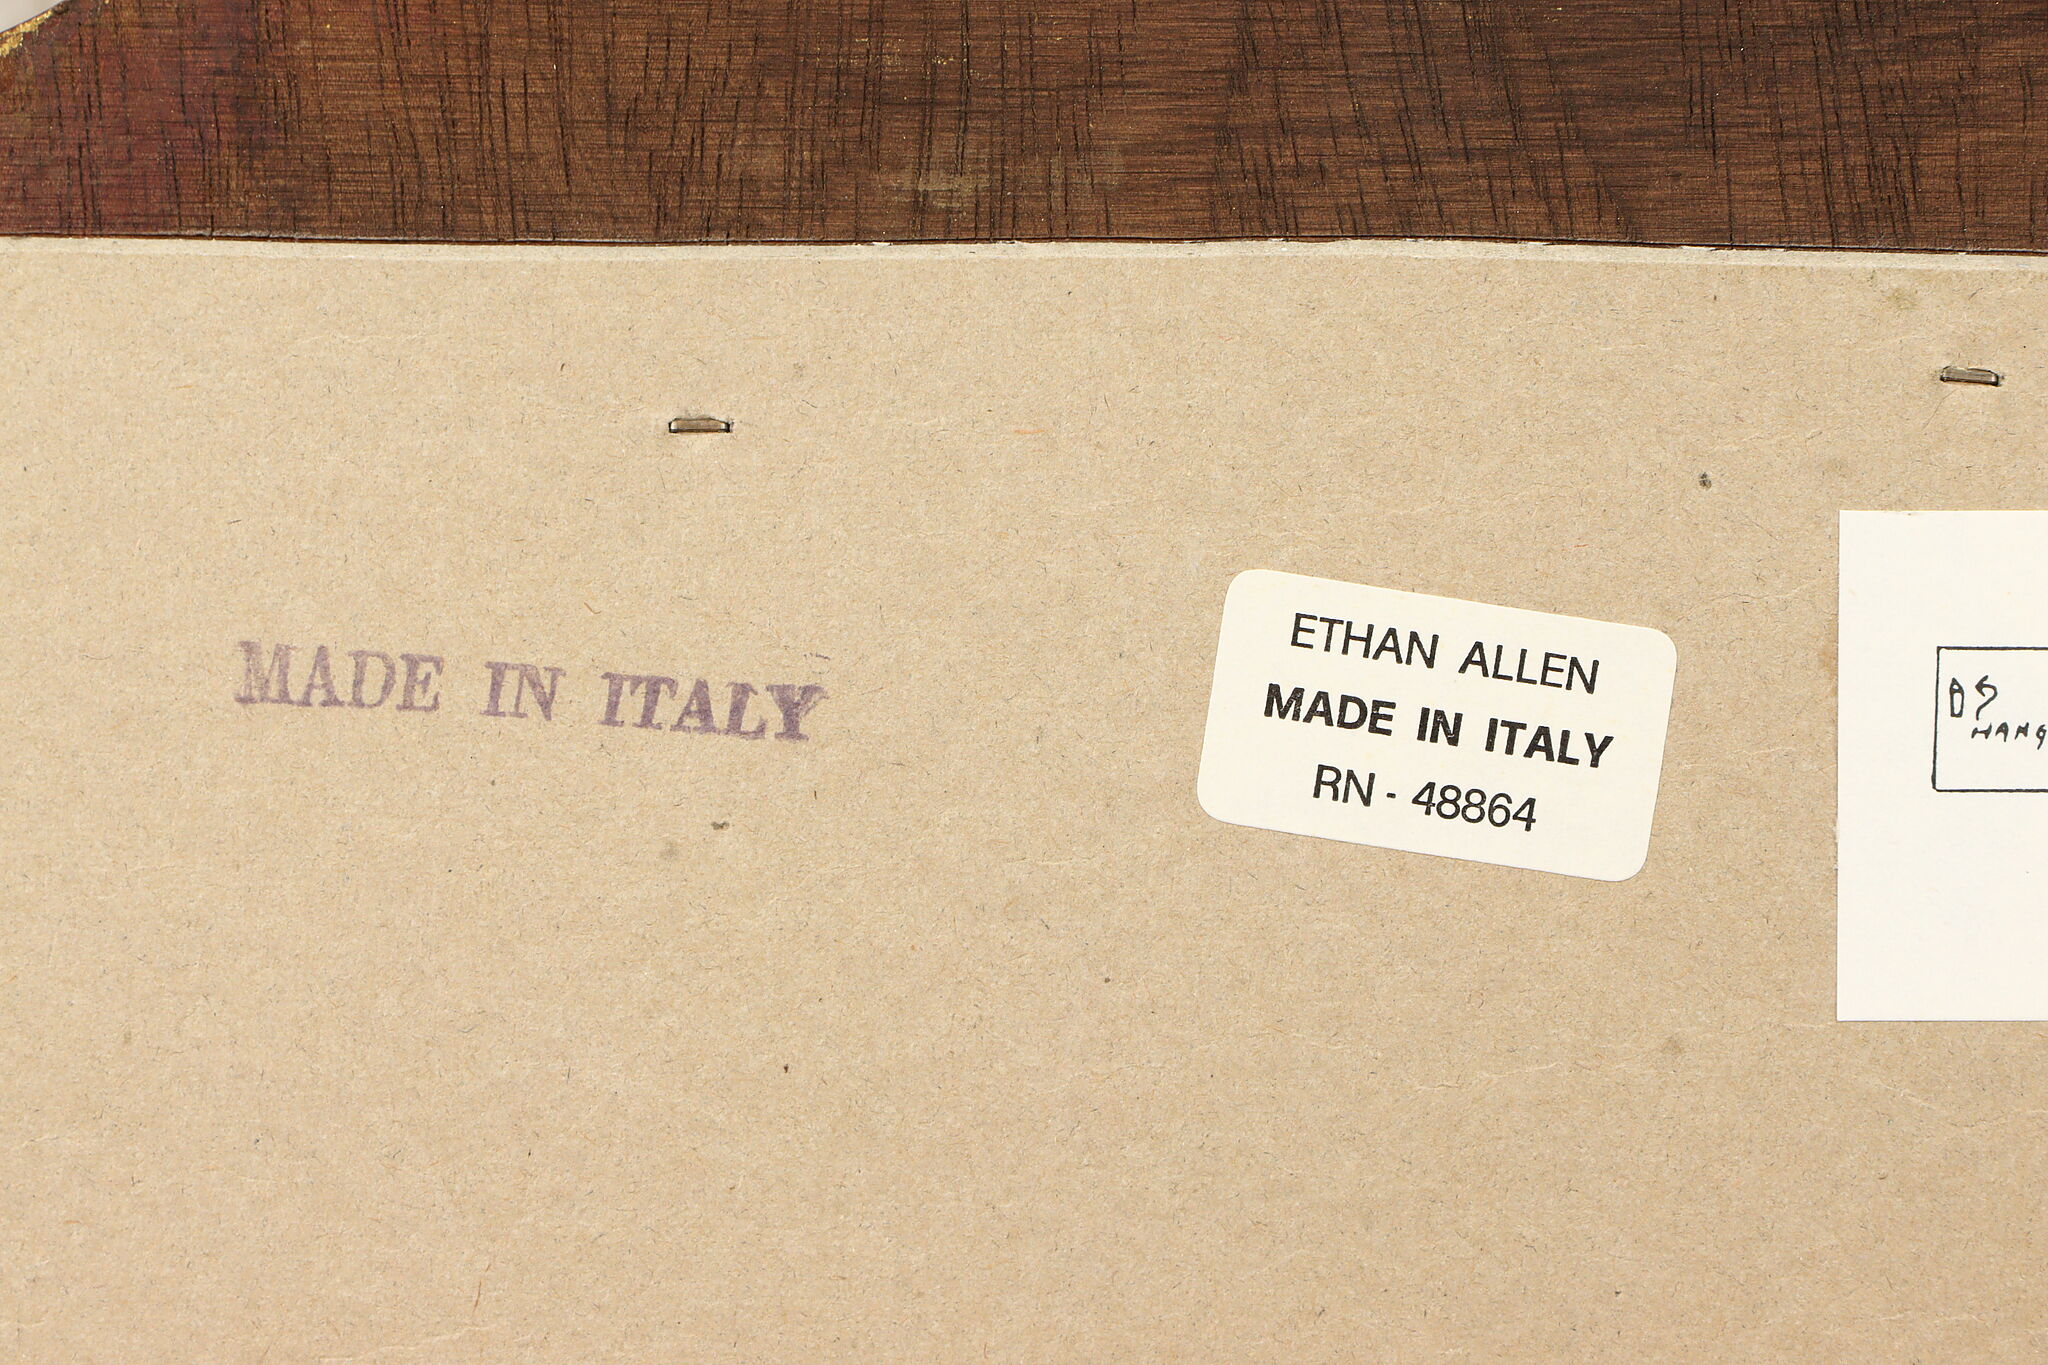 MADE IN ITALY
ETHAN ALLEN
MADE IN ITALY
RN - 48864